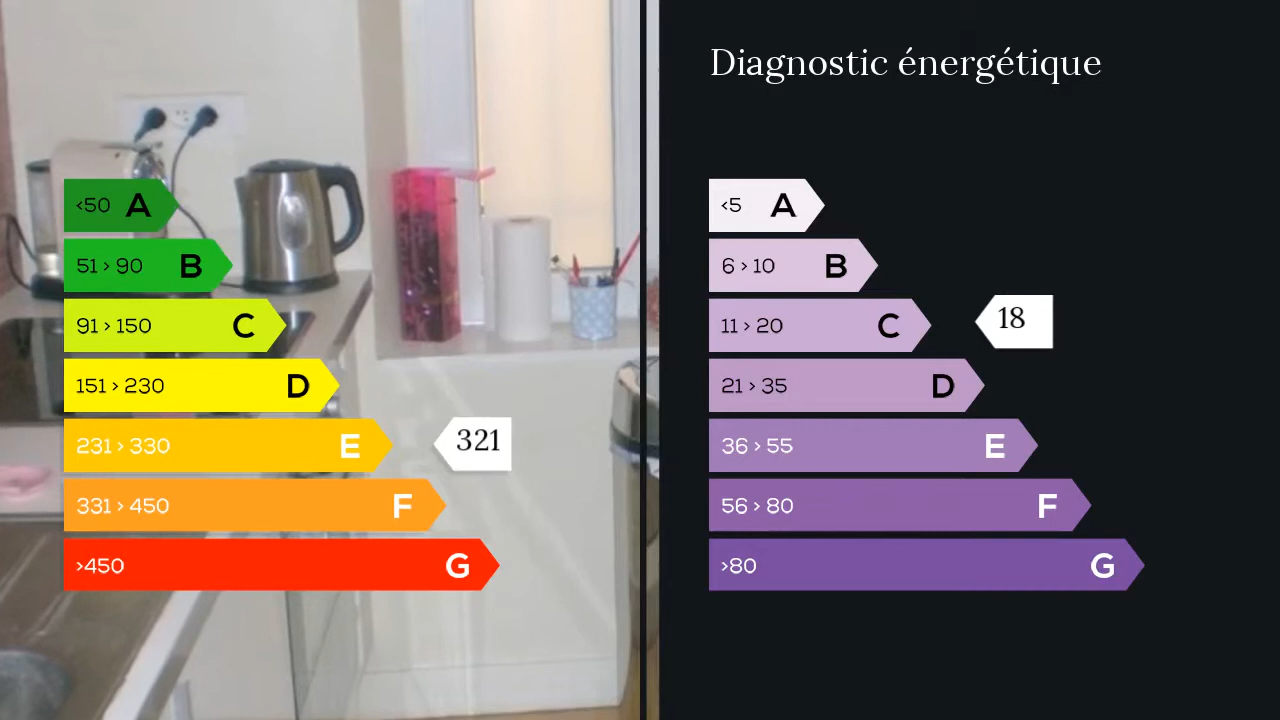 Diagnostic énergétique
<50 A
51 > 90 B
91 > 150 C
151 > 230 D
231 > 330 E
321
331 > 450 F
>450 G
<5 A
6 > 10 B
11 > 20 C
18
21 > 35 D
36 > 55 E
56 > 80 F
>80 G